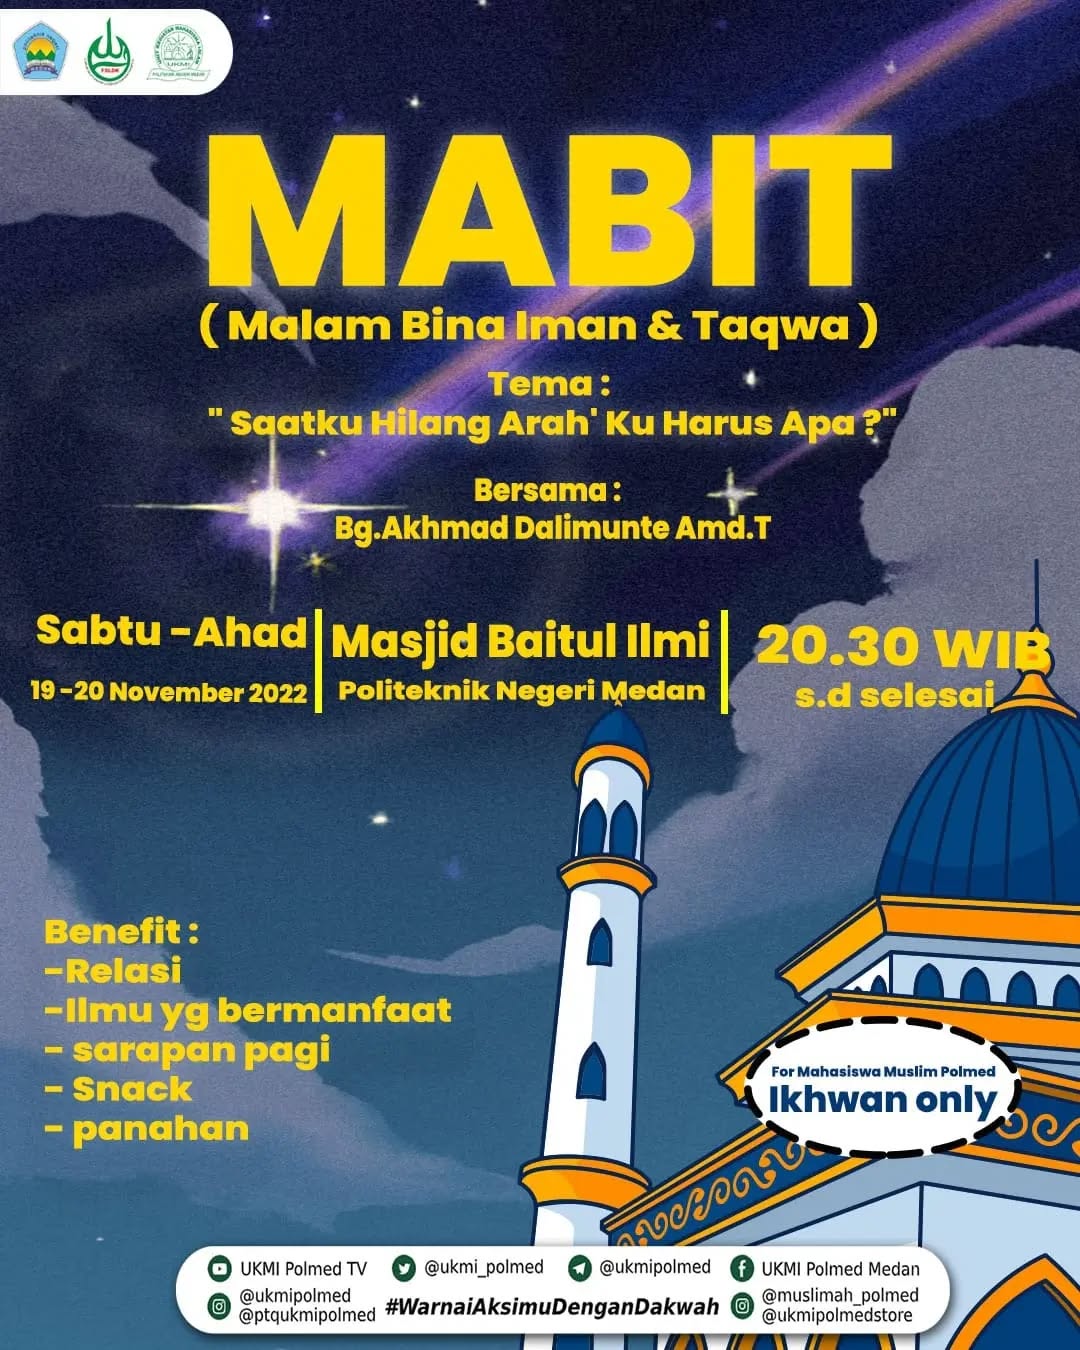 UKMI
MABIT
( Malam Bina Iman & Taqwa )
Tema :
" Saatku Hilang Arah' Ku Harus Apa ?"
Bersama :
Bg.Akhmad Dalimunte Amd.T
Sabtu -Ahad
19 -20 November 2022
Masjid Baitul Ilmi
Politeknik Negeri Medan
20.30 WIB
s.d selesai
Benefit :
-Relasi
-Ilmu yg bermanfaat
- sarapan pagi
- Snack
- panahan
For Mahasiswa Muslim Polmed
Ikhwan only
UKMI Polmed TV
@ukmi_polmed
@ukmipolmed
UKMI Polmed Medan
@ukmipolmed
@ptqukmipolmed
#WarnaiAksimuDenganDakwah
@muslimah_polmed
@ukmipolmedstore